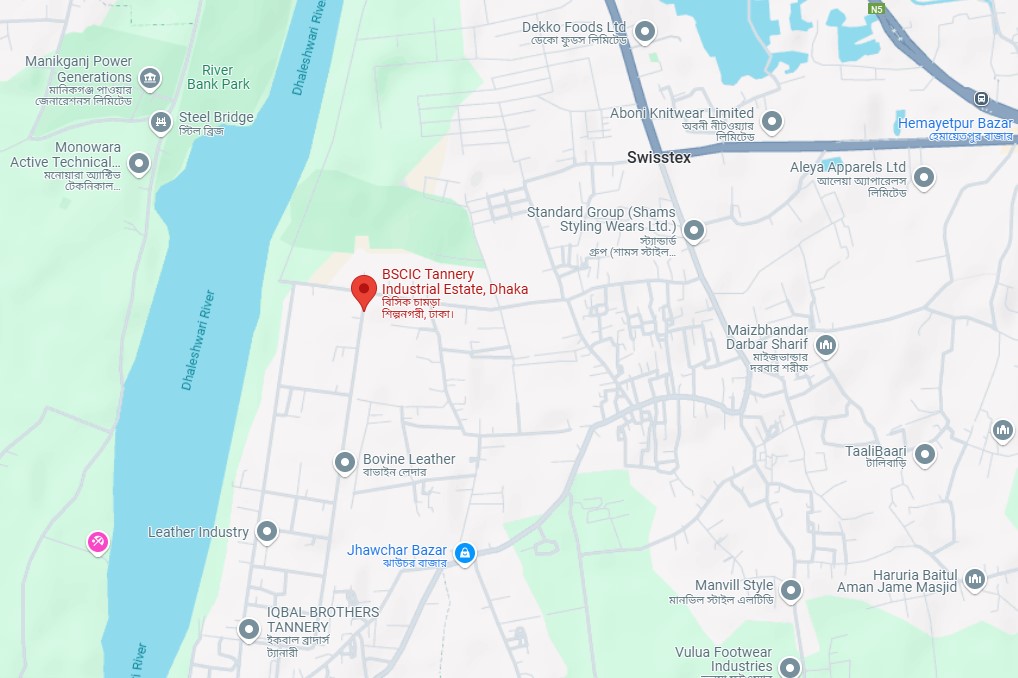 N5
Dhaleshwari River
Dekko Foods Ltd
ডেকো ফুডস লিমিটেড
Manikganj Power
Generations
মানিকগঞ্জ পাওয়ার
জেনারেশনস লিমিটেড
River
Bank Park
Steel Bridge
স্টিল ব্রিজ
Aboni Knitwear Limited
অবনী নীটওয়্যার
লিমিটেড
Hemayetpur Bazar
হেমায়েতপুর বাজার
Monowara
Active Technical...
মনোয়ারা অ্যাক্টিভ
টেকনিকাল...
Swisstex
Aleya Apparels Ltd
আলেয়া অ্যাপারেলস
লিমিটেড
Standard Group (Shams
Styling Wears Ltd.)
স্ট্যান্ডার্ড
গ্রুপ (শামস স্টাইল...
BSCIC Tannery
Industrial Estate, Dhaka
বিসিক চামড়া
শিল্পনগরী, ঢাকা।
Dhaleshwari River
Maizbhandar
Darbar Sharif
মাইজভান্ডার
দরবার শরীফ
TaaliBaari
টালিবাড়ি
Bovine Leather
বাভাইন লেদার
Leather Industry
Jhawchar Bazar
ঝাউচর বাজার
Manvill Style
মানভিল স্টাইল এলটিডি
Haruria Baitul
Aman Jame Masjid
IQBAL BROTHERS
TANNERY
ইকবাল ব্রাদার্স
ট্যানারী
Vulua Footwear
Industries
River